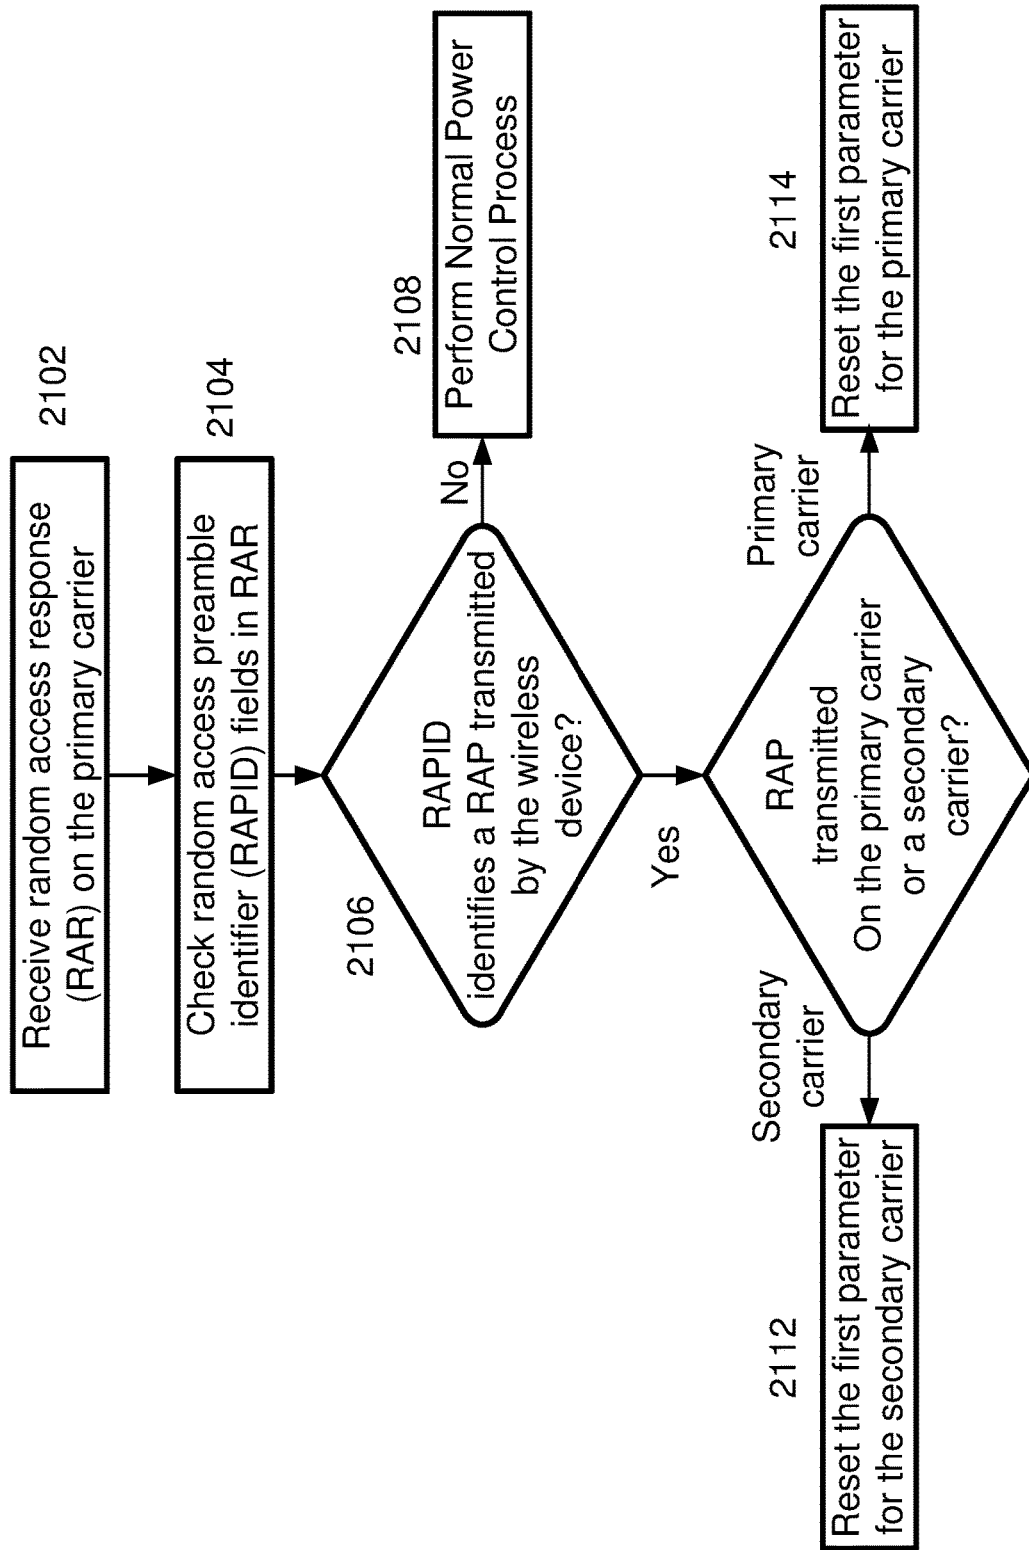 Receive random access response
(RAR) on the primary carrier
2102
Check random access preamble
identifier (RAPID) fields in RAR
2104
2106
RAPID
identifies a RAP transmitted
by the wireless
device?
No
2108
Perform Normal Power
Control Process
Yes
RAP
transmitted
On the primary carrier
or a secondary
carrier?
Secondary
carrier
2112
Reset the first parameter
for the secondary carrier
Primary
carrier
2114
Reset the first parameter
for the primary carrier